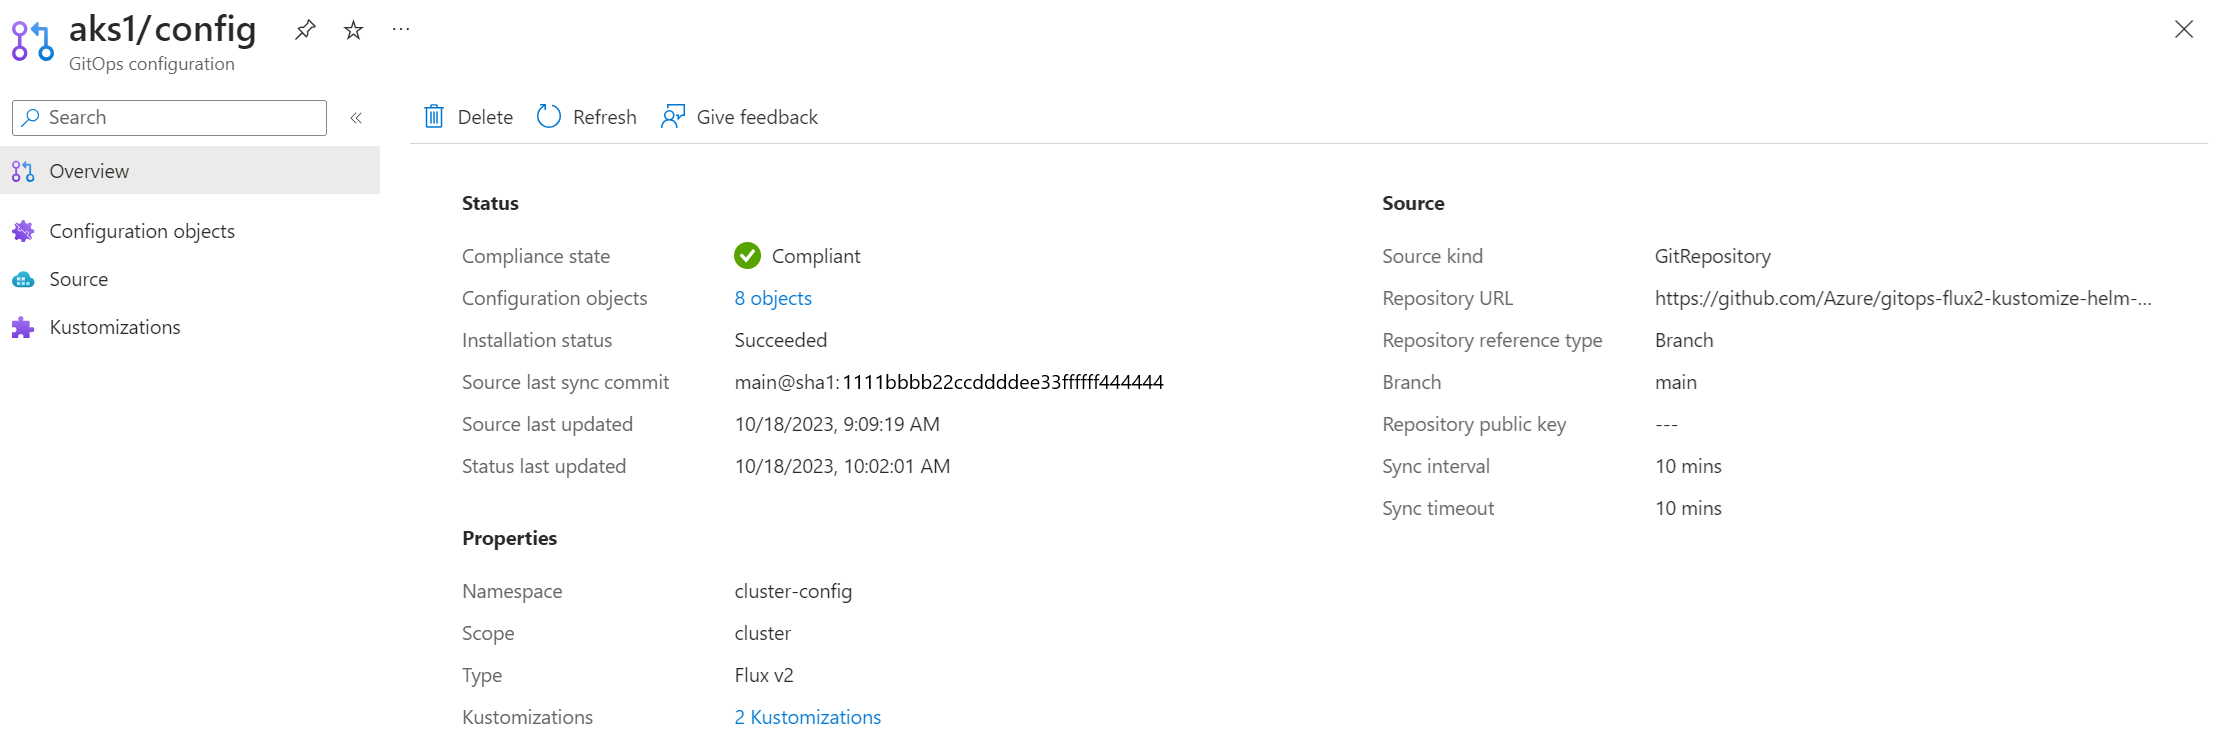 aks1/config
GitOps configuration
Search
Overview
Configuration objects
Source
Kustomizations
Delete
Refresh
Give feedback
Status
Compliance state Compliant
Configuration objects 8 objects
Installation status Succeeded
Source last sync commit main@sha1:1111bbbb22ccddddee33ffffff444444
Source last updated 10/18/2023, 9:09:19 AM
Status last updated 10/18/2023, 10:02:01 AM
Properties
Namespace cluster-config
Scope cluster
Type Flux v2
Kustomizations 2 Kustomizations
Source
Source kind GitRepository
Repository URL https://github.com/Azure/gitops-flux2-kustomize-helm-...
Repository reference type Branch
Branch main
Repository public key ---
Sync interval 10 mins
Sync timeout 10 mins